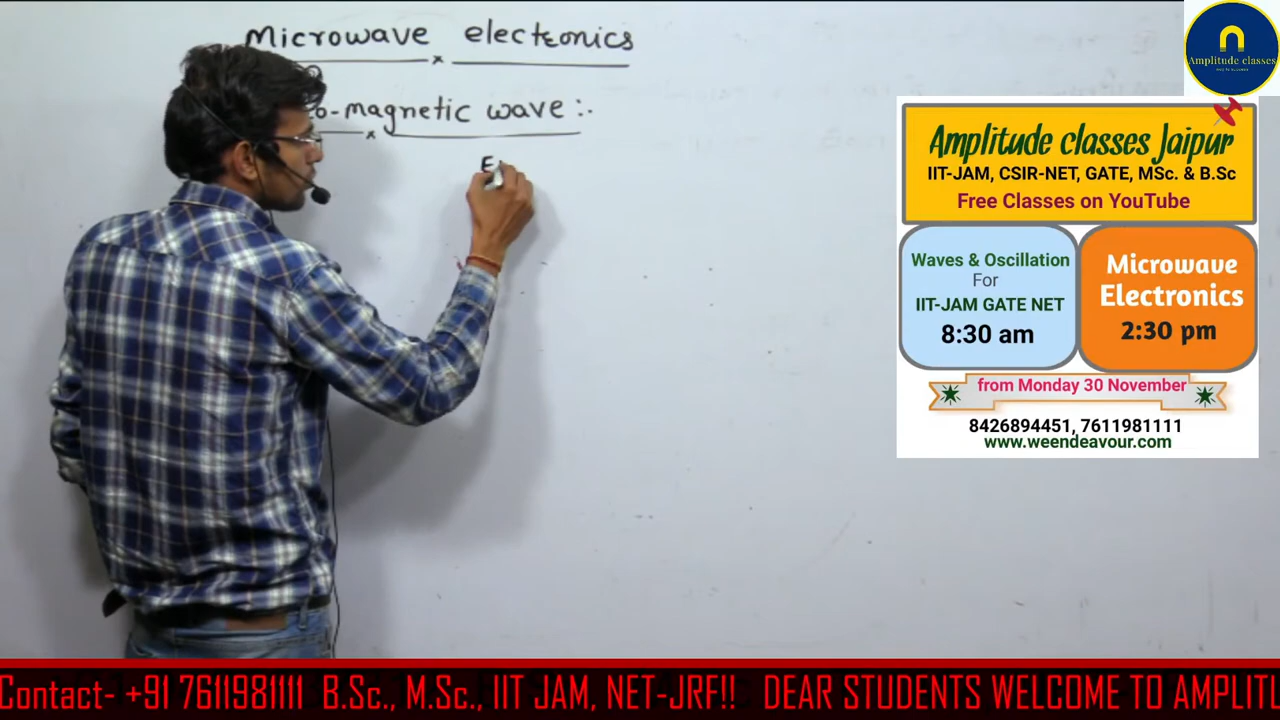 Microwave electronics
o-magnetic wave :-
E
Amplitude classes
Amplitude classes Jaipur
IIT-JAM, CSIR-NET, GATE, MSc. & B.Sc
Free Classes on YouTube
Waves & Oscillation
For
IIT-JAM GATE NET
8:30 am
Microwave
Electronics
2:30 pm
from Monday 30 November
8426894451, 7611981111
www.weendeavour.com
Contact- +91 7611981111 B.Sc., M.Sc., IIT JAM, NET-JRF!! DEAR STUDENTS WELCOME TO AMPLITU